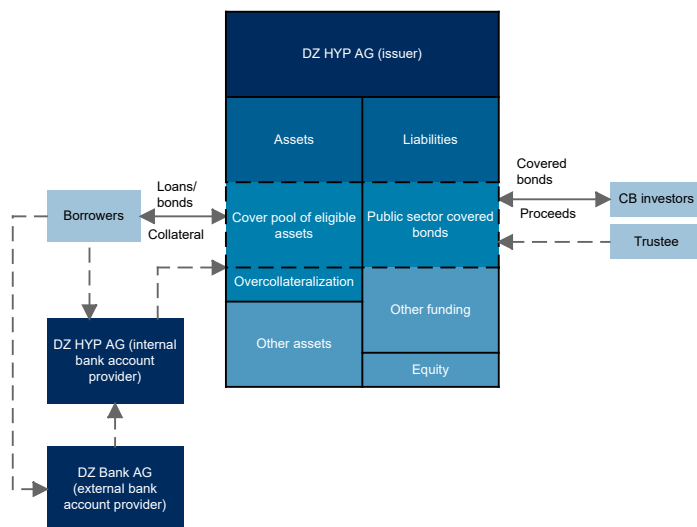 DZ HYP AG (issuer)
Assets
Liabilities
Covered
bonds
Loans/
bonds
Borrowers
Collateral
Cover pool of eligible
assets
Public sector covered
bonds
Proceeds
CB investors
Trustee
Overcollateralization
Other funding
Other assets
Equity
DZ HYP AG (internal
bank account
provider)
DZ Bank AG
(external bank
account provider)